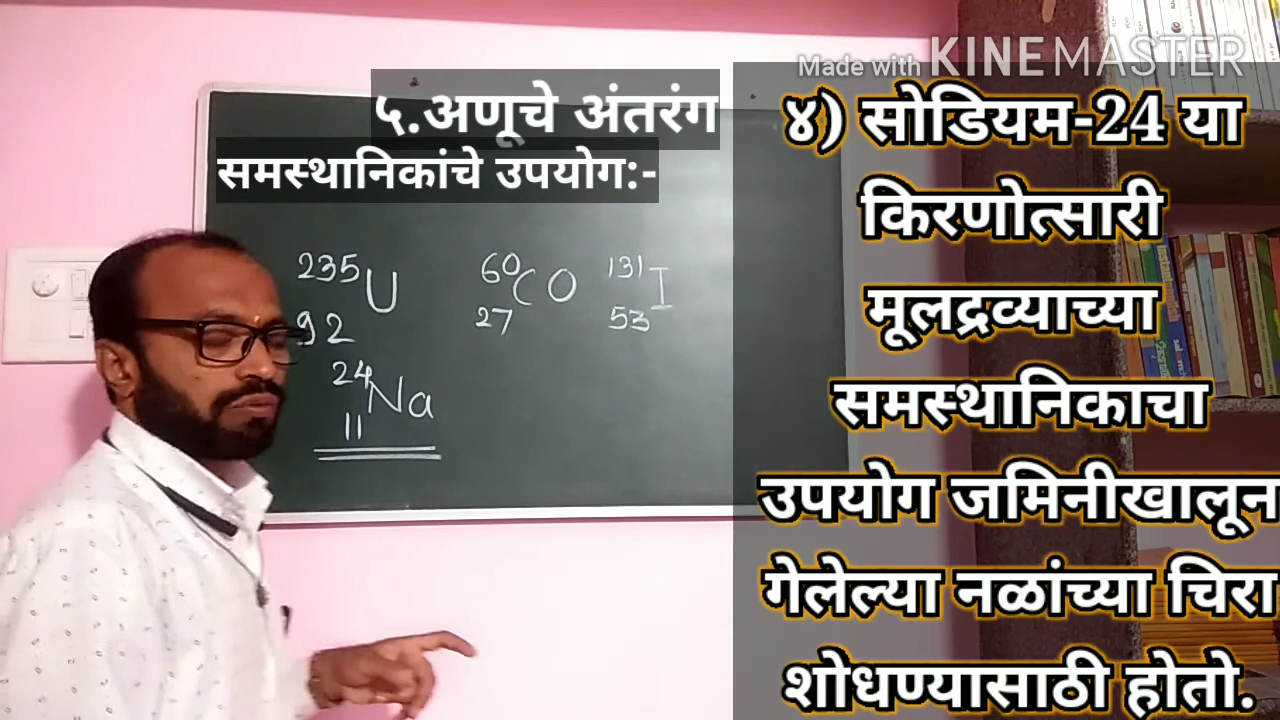 Made with KINEMASTER
५.अणूचे अंतरंग
समस्थानिकांचे उपयोग:-
४) सोडियम-24 या
किरणोत्सारी
मूलद्रव्याच्या
समस्थानिकाचा
उपयोग जमिनीखालून
गेलेल्या नळांच्या चिरा
शोधण्यासाठी होतो.
235 U 60 CO 131 I
92 27 53
24 Na
11